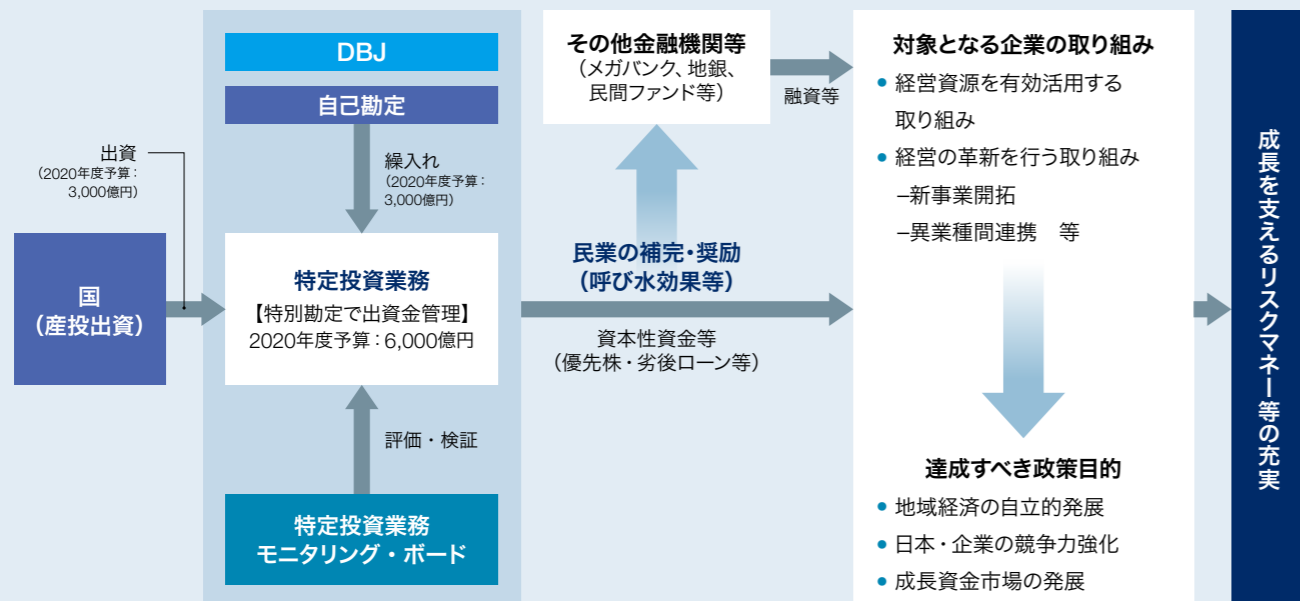 DBJ
自己勘定
出資
(2020年度予算：
3,000億円)
繰入れ
(2020年度予算：
3,000億円)
国
(産投出資)
特定投資業務
【特別勘定で出資金管理】
2020年度予算：6,000億円
評価・検証
特定投資業務
モニタリング・ボード
その他金融機関等
(メガバンク、地銀、
民間ファンド等)
融資等
民業の補完・奨励
(呼び水効果等)
資本性資金等
(優先株・劣後ローン等)
対象となる企業の取り組み
● 経営資源を有効活用する
取り組み
● 経営の革新を行う取り組み
–新事業開拓
–異業種間連携　等
達成すべき政策目的
● 地域経済の自立的発展
● 日本・企業の競争力強化
● 成長資金市場の発展
成長を支えるリスクマネー等の充実